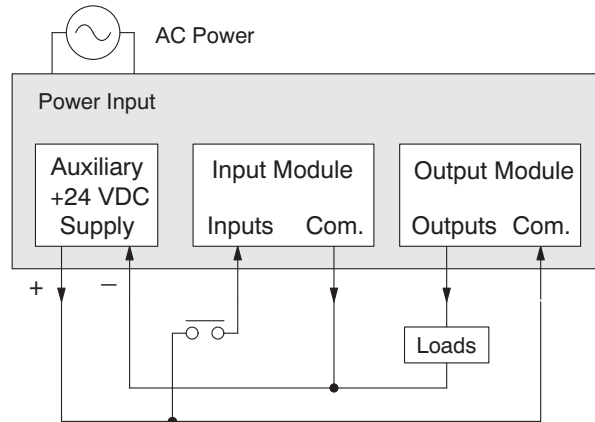 AC Power
Power Input
Auxiliary
+24 VDC
Supply
Input Module
Inputs Com.
Output Module
Outputs Com.
+ −
Loads